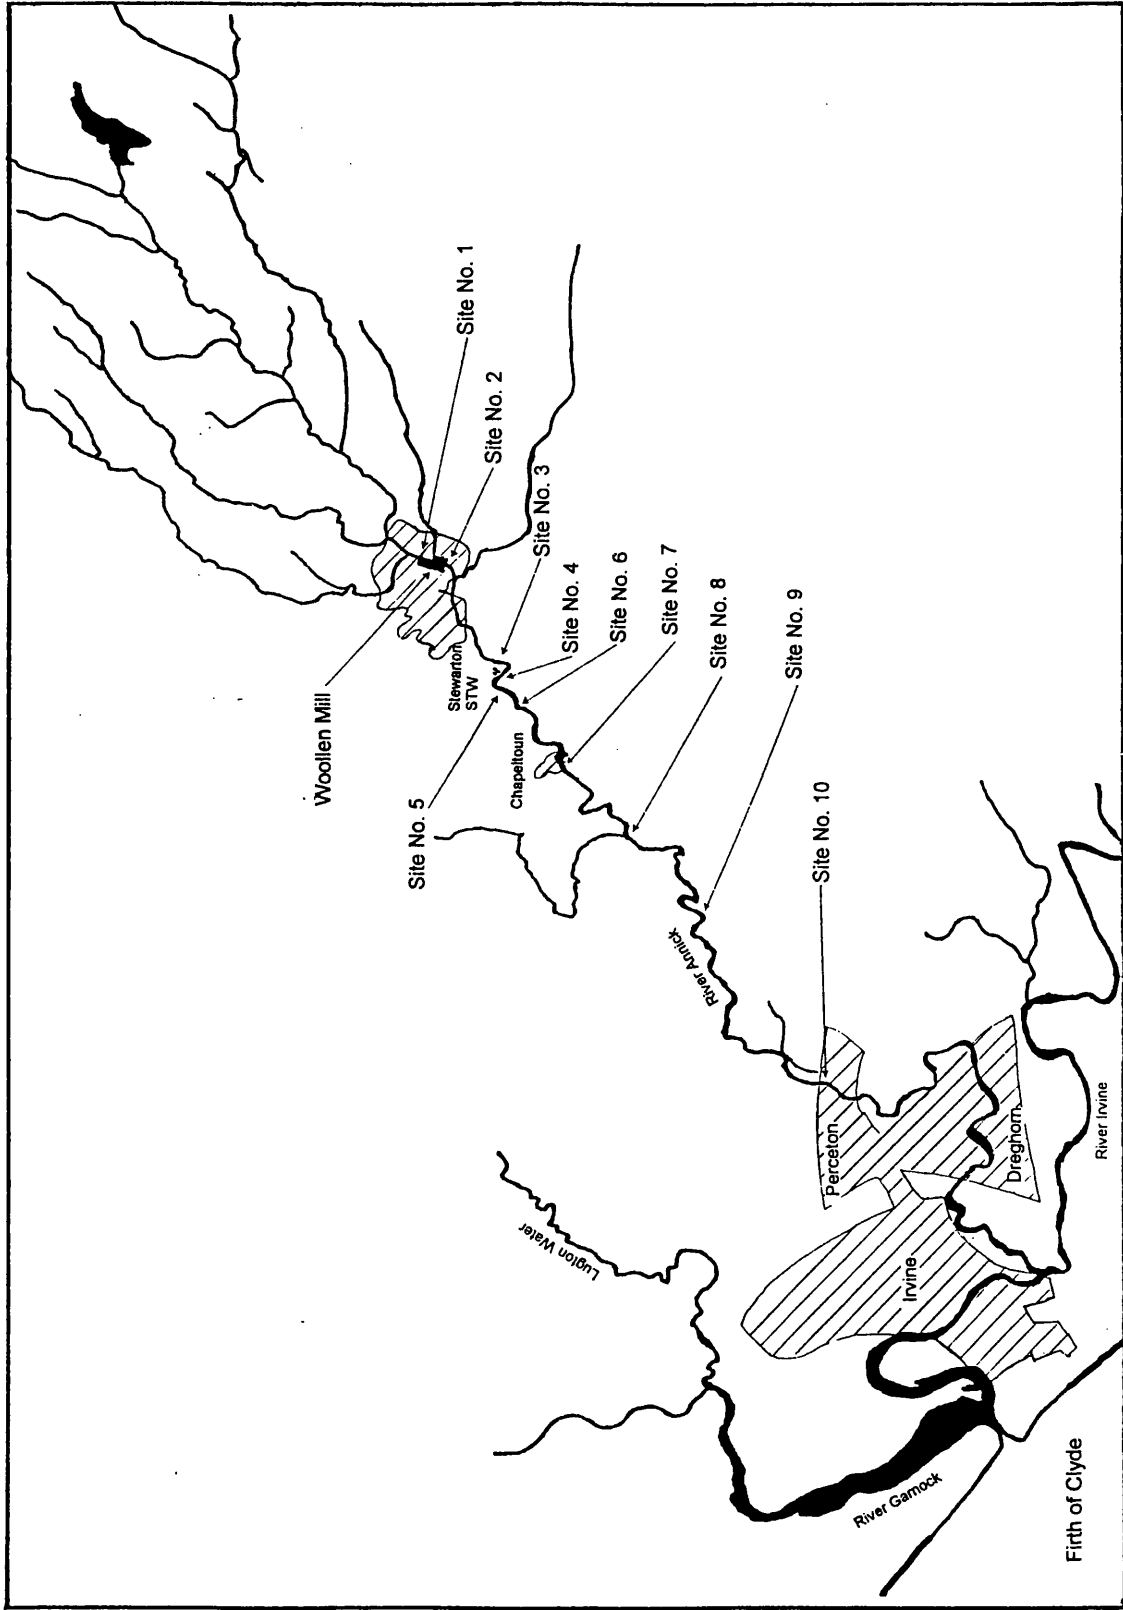 Site No. 1
Site No. 2
Site No. 3
Site No. 4
Site No. 6
Site No. 7
Site No. 8
Site No. 9
Site No. 10
Woollen Mill
Stewarton
STW
Chapeltoun
Site No. 5
River Annick
Perceton
Dreghorn
River Irvine
Lugton Water
Irvine
River Garnock
Firth of Clyde